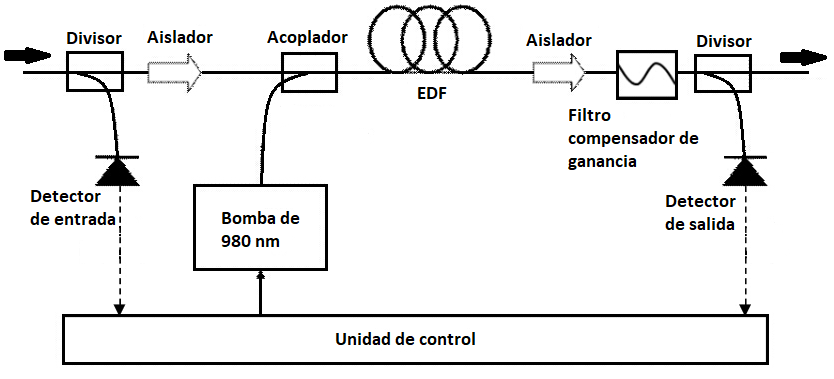 Divisor
Aislador
Acoplador
EDF
Aislador
Divisor
Filtro
compensador de
ganancia
Detector
de entrada
Bomba de
980 nm
Detector
de salida
Unidad de control